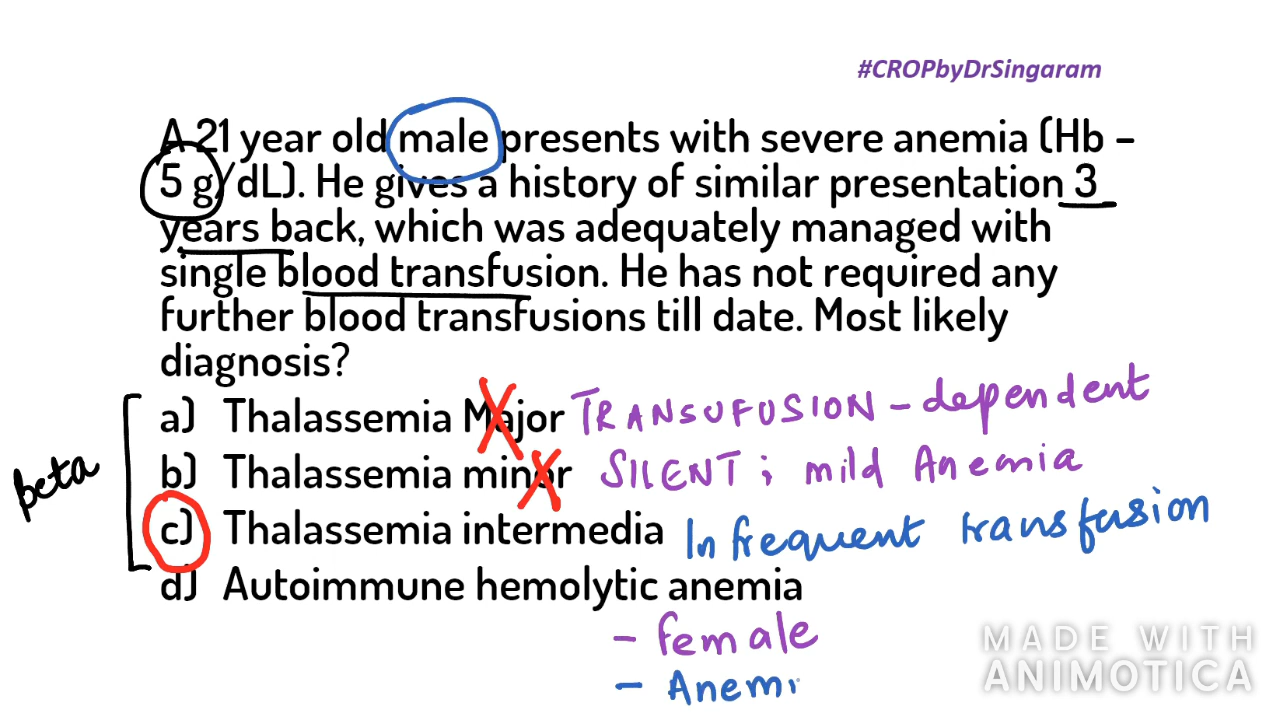 #CROPbyDrSingaram
A 21 year old male presents with severe anemia (Hb –
5 g/dL). He gives a history of similar presentation 3
years back, which was adequately managed with
single blood transfusion. He has not required any
further blood transfusions till date. Most likely
diagnosis?
beta
a) Thalassemia Major TRANSUFUSION - dependent
b) Thalassemia minor SILENT ; mild Anemia
c) Thalassemia intermedia Infrequent transfusion
d) Autoimmune hemolytic anemia
- female
- Anemi
MADE WITH
ANIMOTICA